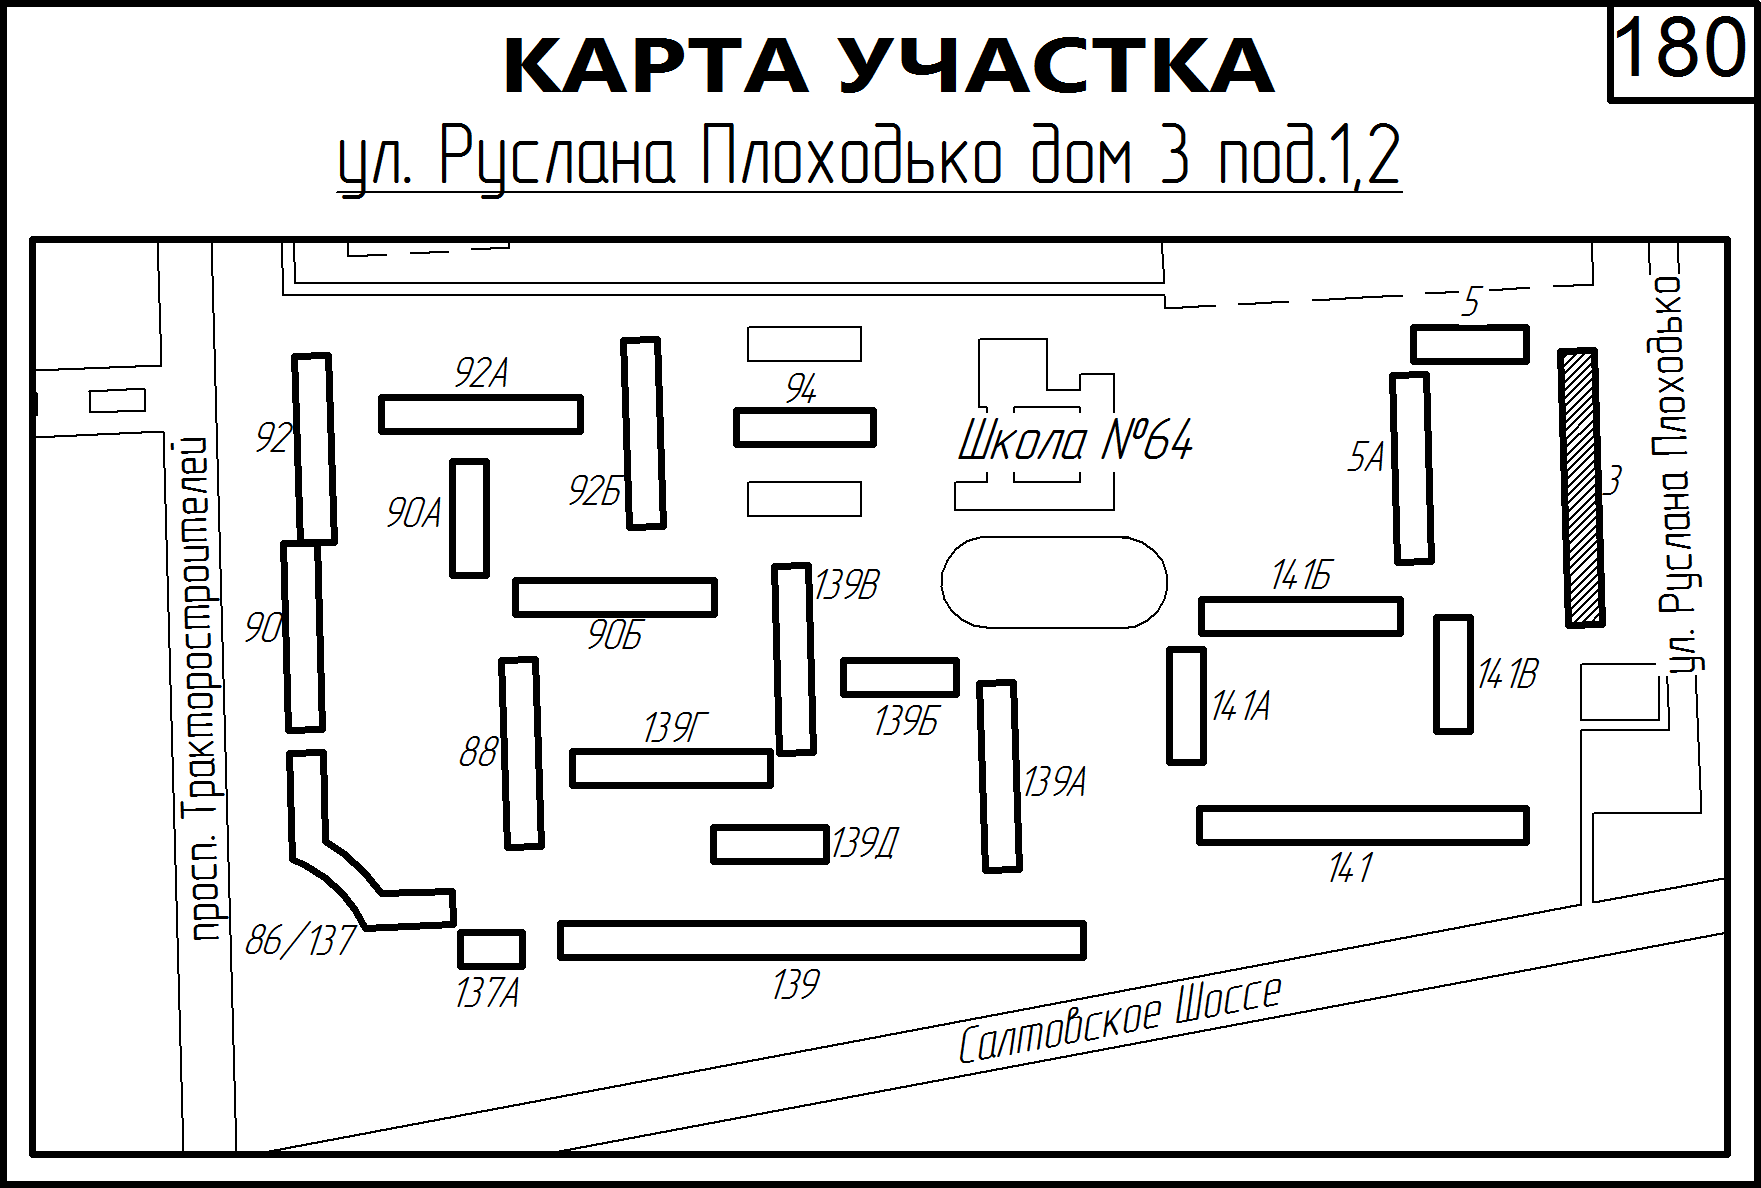 180
КАРТА УЧАСТКА
ул. Руслана Плоходько дом 3 под.1,2
5
92А
94
92
Школа №64
5А
3
92Б
90А
ул. Руслана Плоходько
просп. Тракторостроителей
139В
141Б
90
90Б
141В
141А
139Б
139Г
88
139А
139Д
141
86/137
137А
139
Салтовское Шоссе